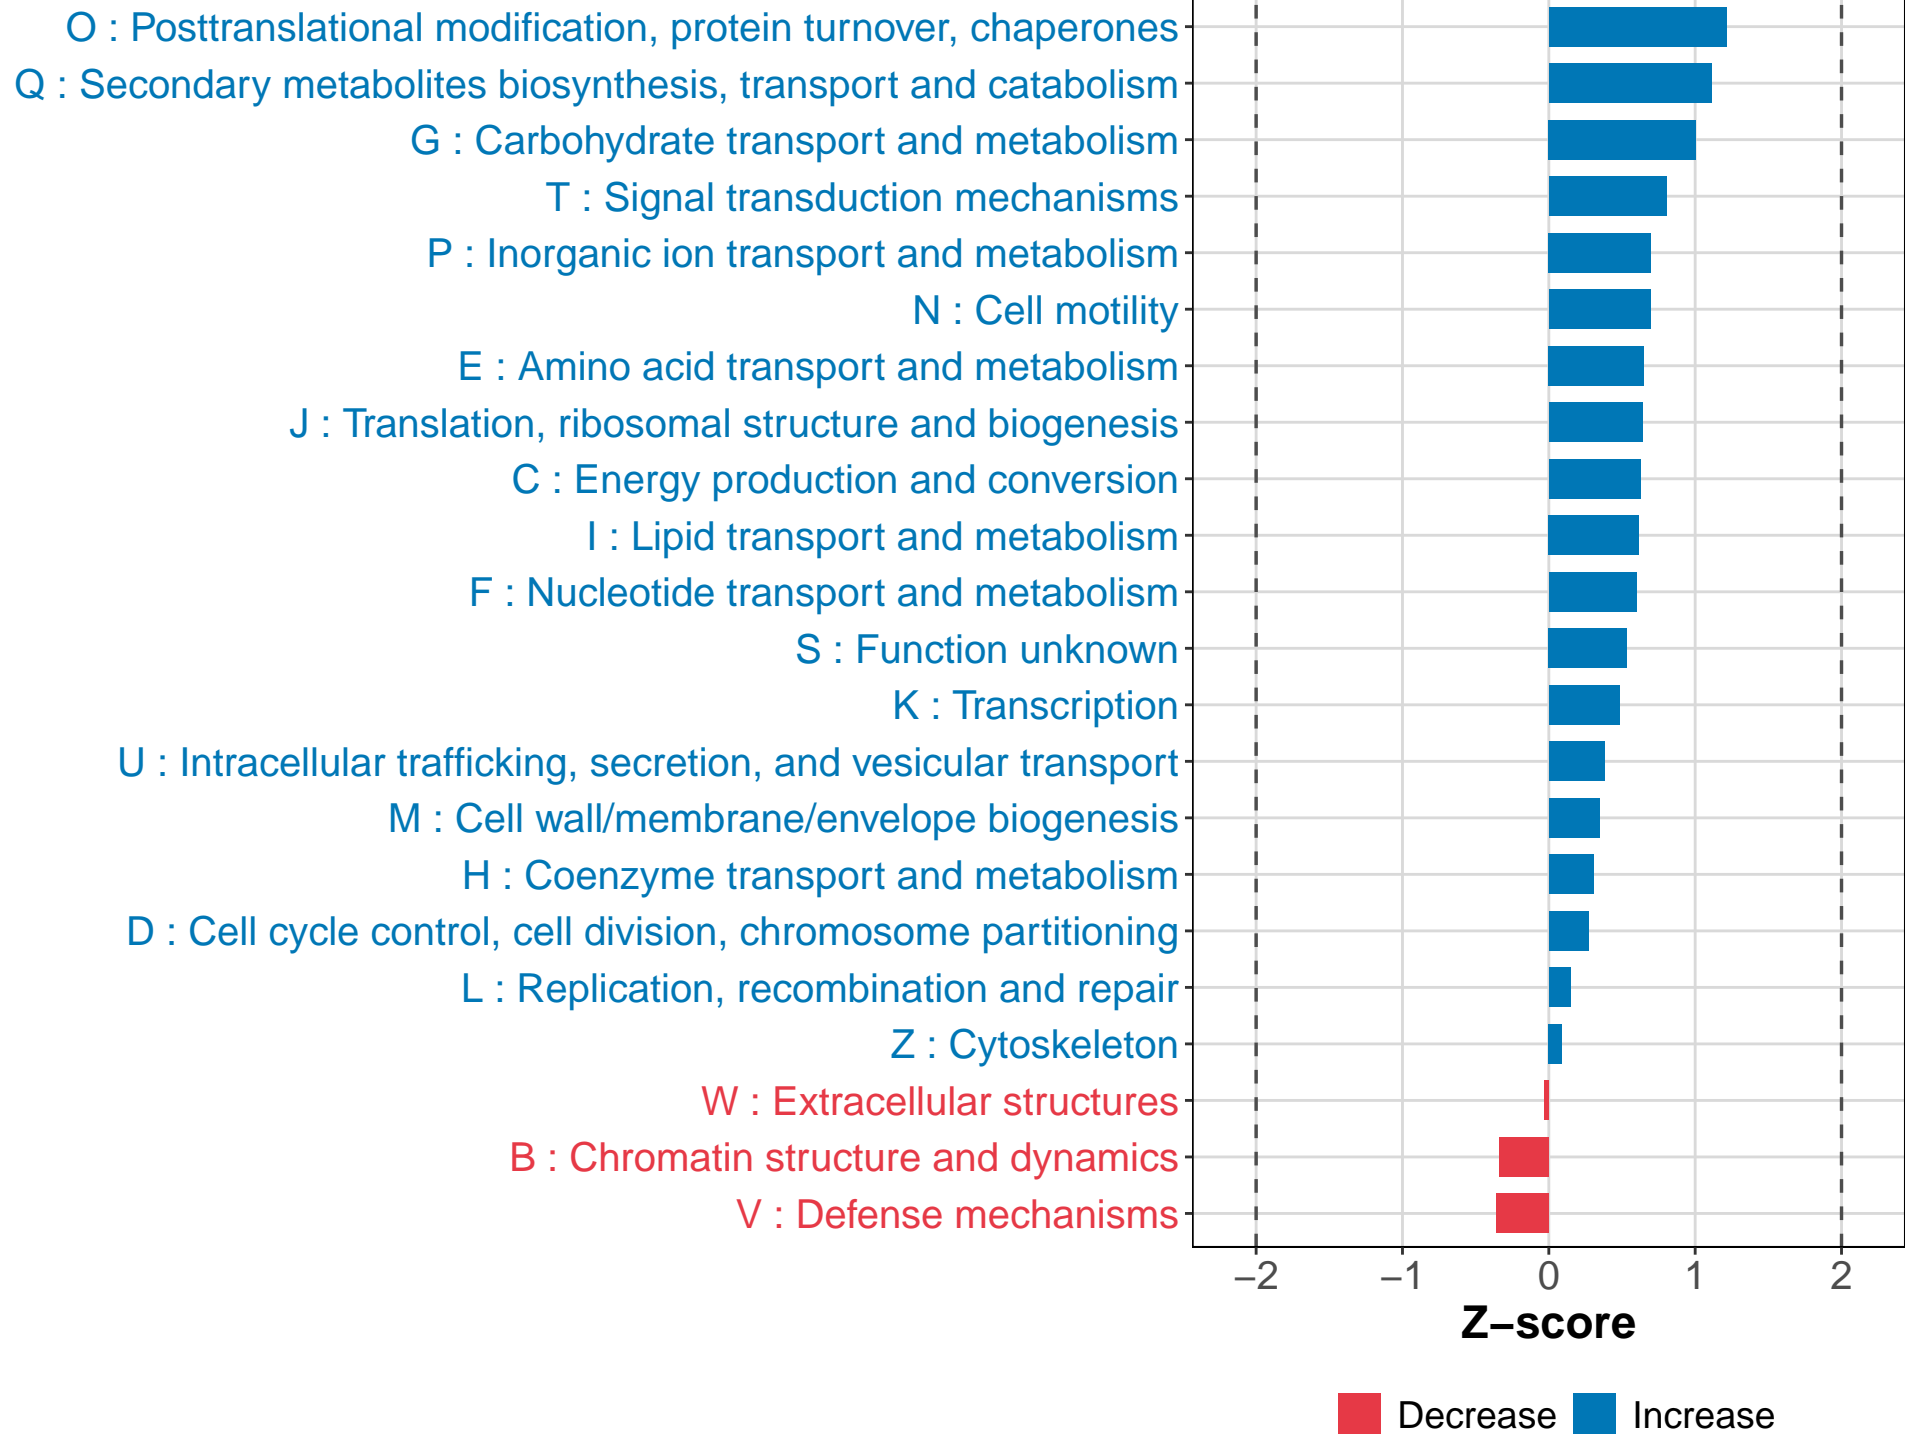 O : Posttranslational modification, protein turnover, chaperones
Q : Secondary metabolites biosynthesis, transport and catabolism
G : Carbohydrate transport and metabolism
T : Signal transduction mechanisms
P : Inorganic ion transport and metabolism
N : Cell motility
E : Amino acid transport and metabolism
J : Translation, ribosomal structure and biogenesis
C : Energy production and conversion
I : Lipid transport and metabolism
F : Nucleotide transport and metabolism
S : Function unknown
K : Transcription
U : Intracellular trafficking, secretion, and vesicular transport
M : Cell wall/membrane/envelope biogenesis
H : Coenzyme transport and metabolism
D : Cell cycle control, cell division, chromosome partitioning
L : Replication, recombination and repair
Z : Cytoskeleton
W : Extracellular structures
B : Chromatin structure and dynamics
V : Defense mechanisms
−2 −1 0 1 2
Z−score
Decrease Increase